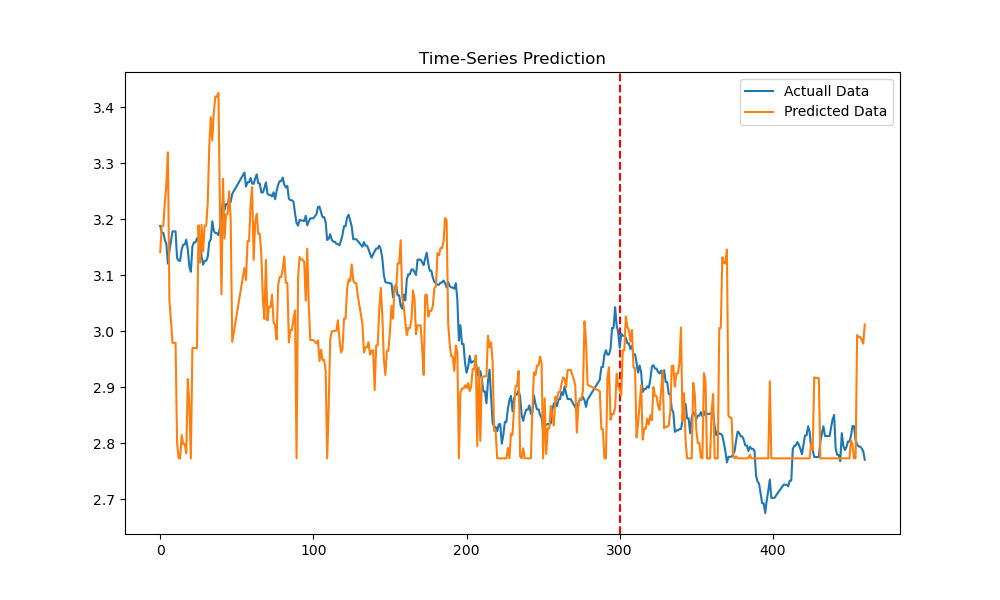 Time-Series Prediction
Actuall Data
Predicted Data
3.4
3.3
3.2
3.1
3.0
2.9
2.8
2.7
0 100 200 300 400